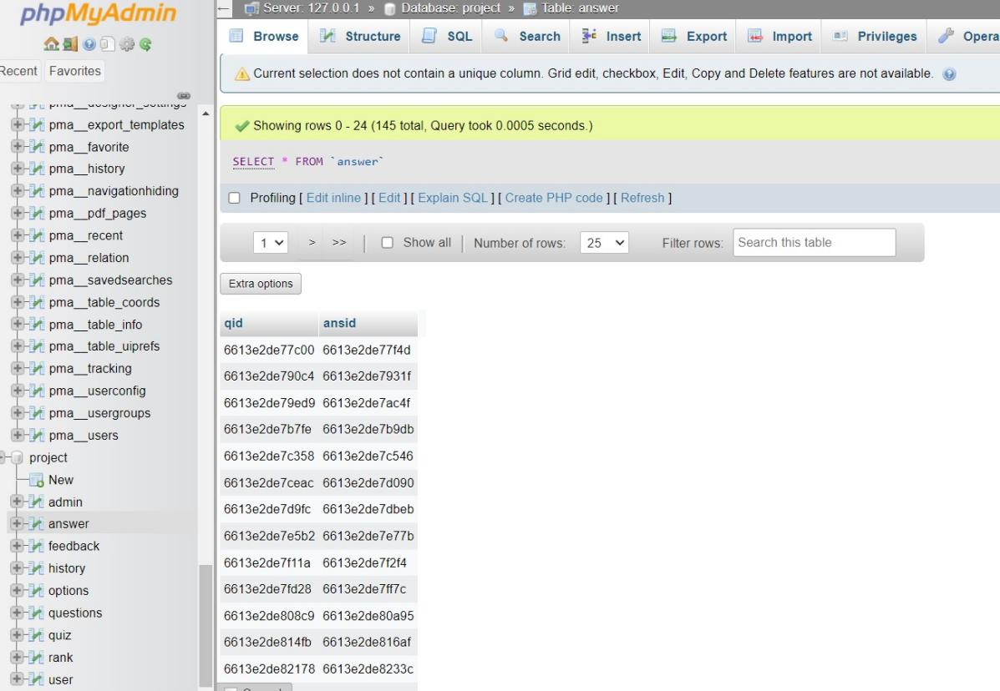 phpMyAdmin
Recent Favorites
pma__designer_settings
pma__export_templates
pma__favorite
pma__history
pma__navigationhiding
pma__pdf_pages
pma__recent
pma__relation
pma__savedsearches
pma__table_coords
pma__table_info
pma__table_uiprefs
pma__tracking
pma__userconfig
pma__usergroups
pma__users
project
New
admin
answer
feedback
history
options
questions
quiz
rank
user
Server: 127.0.0.1 » Database: project » Table: answer
Browse Structure SQL Search Insert Export Import Privileges Opera
Current selection does not contain a unique column. Grid edit, checkbox, Edit, Copy and Delete features are not available.
Showing rows 0 - 24 (145 total, Query took 0.0005 seconds.)
SELECT * FROM `answer`
Profiling [ Edit inline ] [ Edit ] [ Explain SQL ] [ Create PHP code ] [ Refresh ]
1 > >> | Show all | Number of rows: 25 Filter rows: Search this table
Extra options
qid ansid
6613e2de77c00 6613e2de77f4d
6613e2de790c4 6613e2de7931f
6613e2de79ed9 6613e2de7ac4f
6613e2de7b7fe 6613e2de7b9db
6613e2de7c358 6613e2de7c546
6613e2de7ceac 6613e2de7d090
6613e2de7d9fc 6613e2de7dbeb
6613e2de7e5b2 6613e2de7e77b
6613e2de7f11a 6613e2de7f2f4
6613e2de7fd28 6613e2de7ff7c
6613e2de808c9 6613e2de80a95
6613e2de814fb 6613e2de816af
6613e2de82178 6613e2de8233c